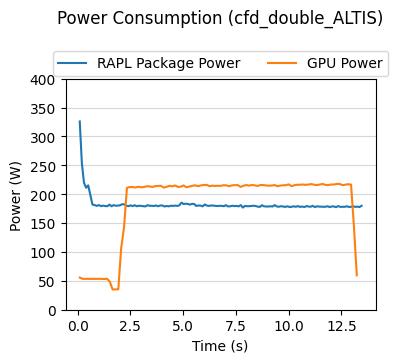 Power Consumption (cfd_double_ALTIS)
RAPL Package Power GPU Power
400
350
300
250
200
150
100
50
0
Power (W)
0.0 2.5 5.0 7.5 10.0 12.5
Time (s)